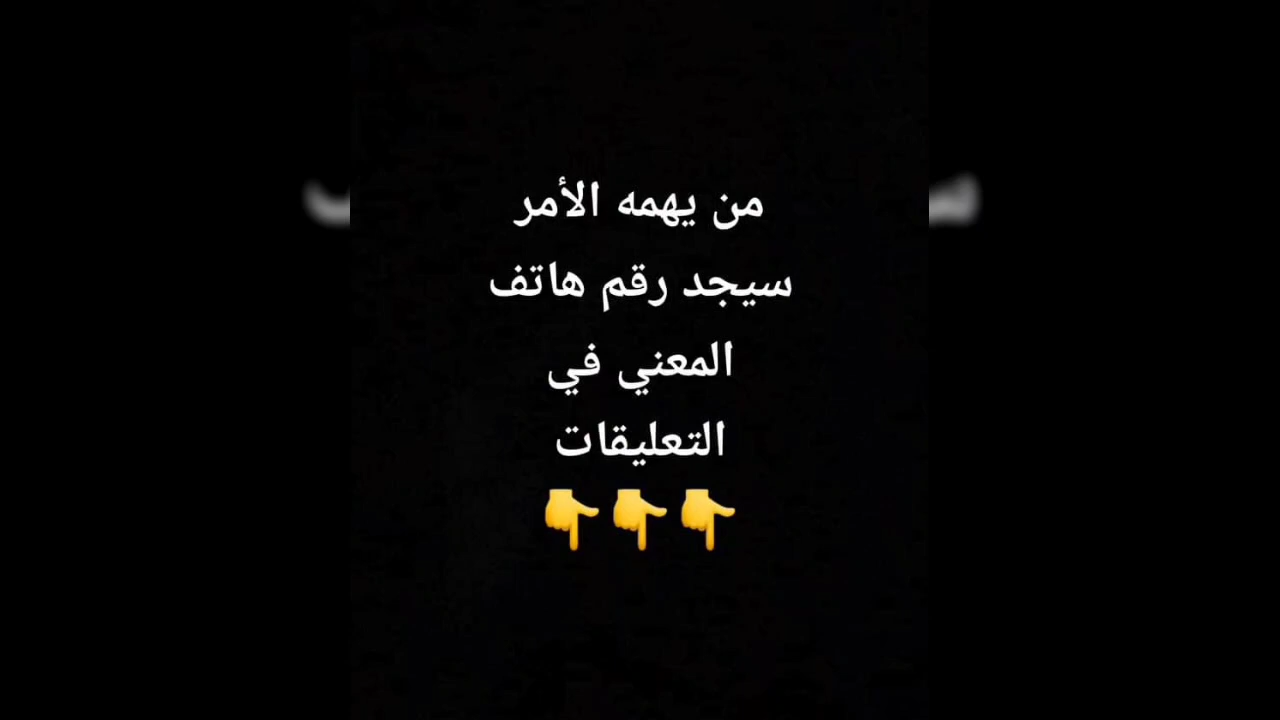 من يهمه الأمر
سيجد رقم هاتف
المعني في
التعليقات
👇👇👇